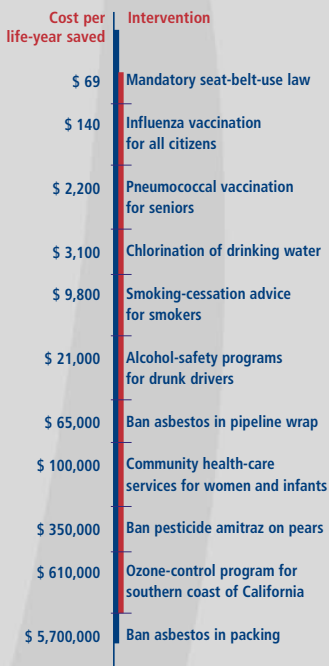 Cost per Intervention
life-year saved
$ 69 Mandatory seat-belt-use law
$ 140 Influenza vaccination
for all citizens
$ 2,200 Pneumococcal vaccination
for seniors
$ 3,100 Chlorination of drinking water
$ 9,800 Smoking-cessation advice
for smokers
$ 21,000 Alcohol-safety programs
for drunk drivers
$ 65,000 Ban asbestos in pipeline wrap
$ 100,000 Community health-care
services for women and infants
$ 350,000 Ban pesticide amitraz on pears
$ 610,000 Ozone-control program for
southern coast of California
$ 5,700,000 Ban asbestos in packing